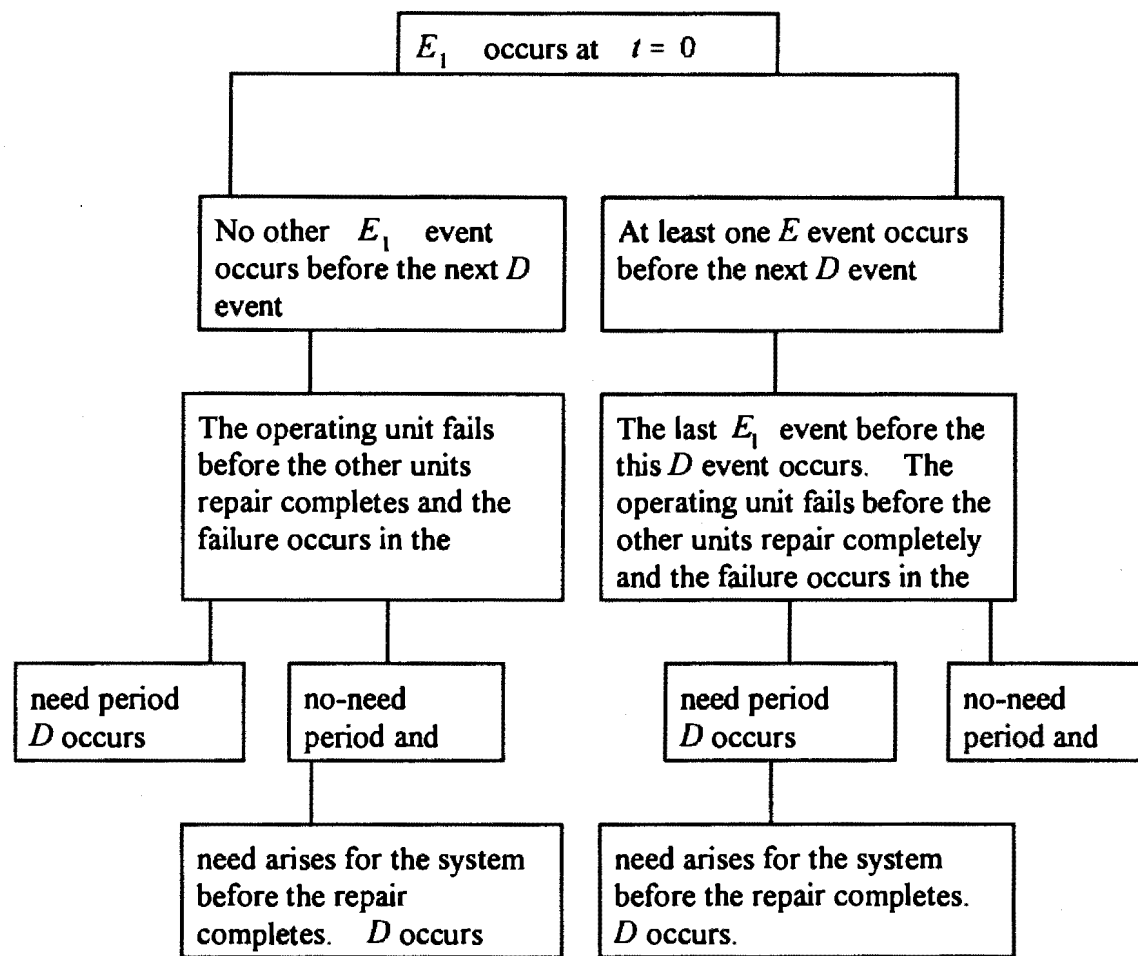 E₁ occurs at t = 0
No other E₁ event
occurs before the next D
event
At least one E event occurs
before the next D event
The operating unit fails
before the other units
repair completes and the
failure occurs in the
The last E₁ event before the
this D event occurs. The
operating unit fails before the
other units repair completely
and the failure occurs in the
need period
D occurs
no-need
period and
need period
D occurs
no-need
period and
need arises for the system
before the repair
completes. D occurs
need arises for the system
before the repair completes.
D occurs.